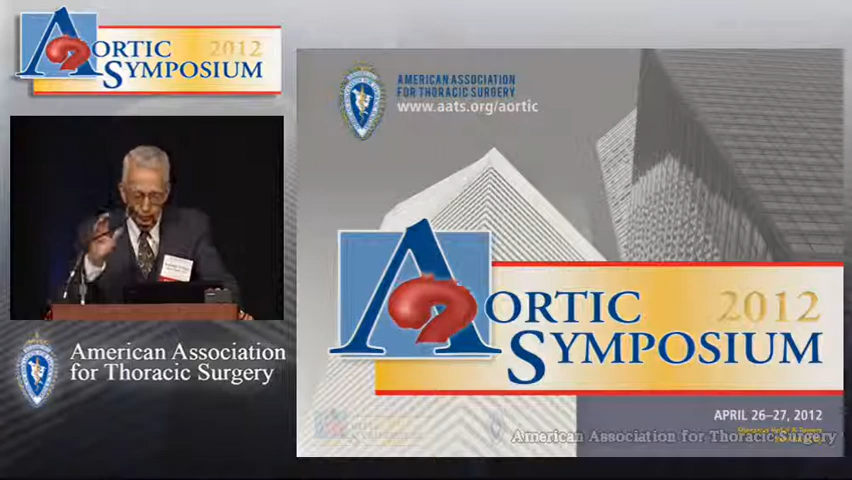 AORTIC 2012
SYMPOSIUM
AMERICAN ASSOCIATION
FOR THORACIC SURGERY
www.aats.org/aortic
AORTIC 2012
SYMPOSIUM
American Association
for Thoracic Surgery
APRIL 26–27, 2012
American Association for Thoracic Surgery